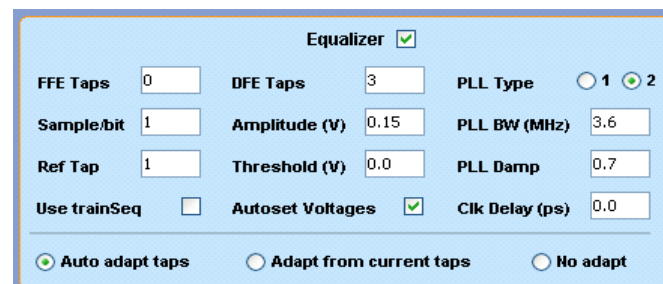 Equalizer
FFE Taps 0 DFE Taps 3 PLL Type 1 2
Sample/bit 1 Amplitude (V) 0.15 PLL BW (MHz) 3.6
Ref Tap 1 Threshold (V) 0.0 PLL Damp 0.7
Use trainSeq Autoset Voltages Clk Delay (ps) 0.0
Auto adapt taps Adapt from current taps No adapt